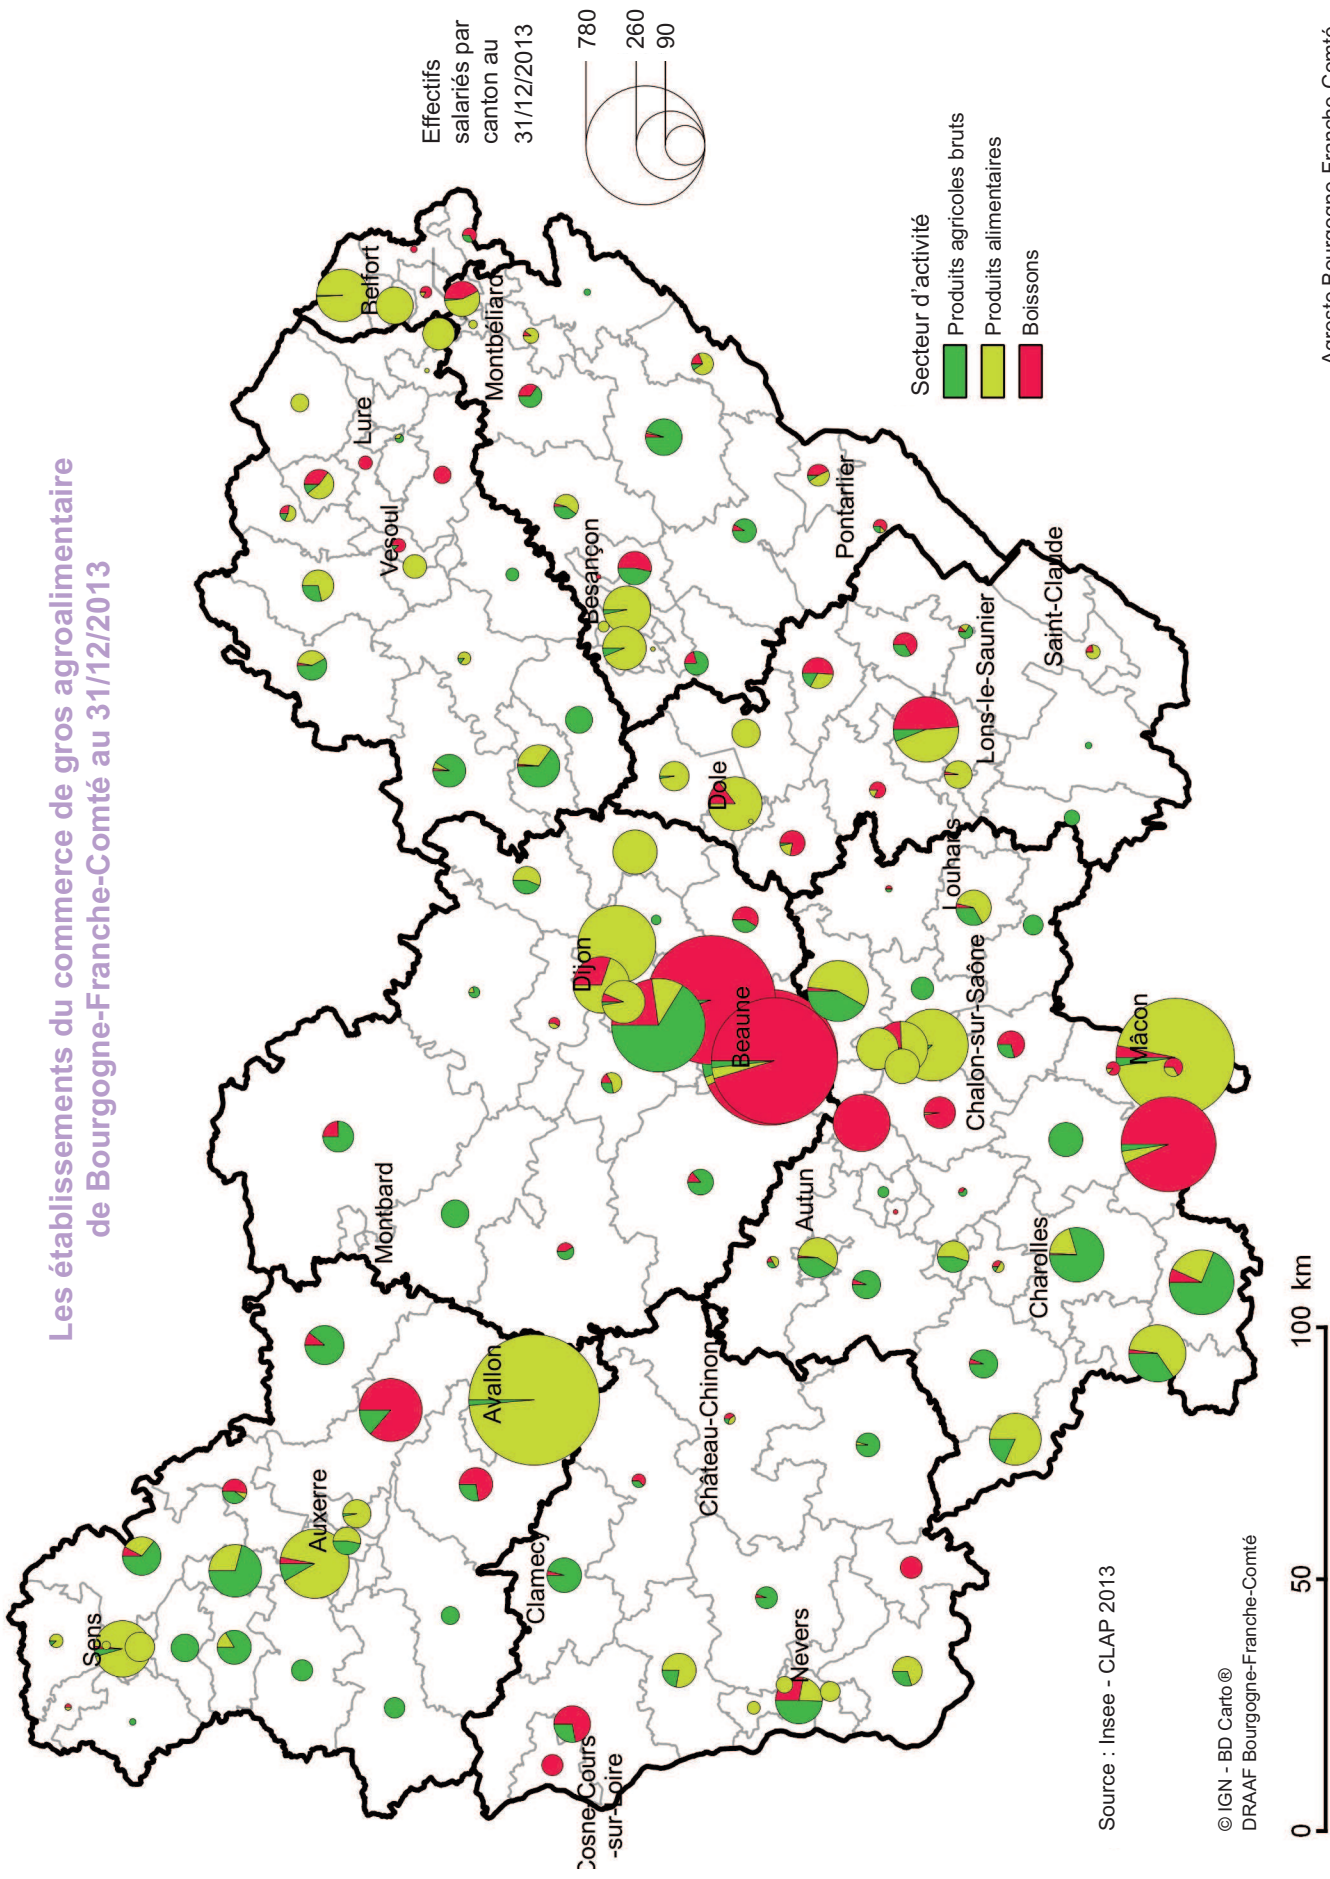 Les établissements du commerce de gros agroalimentaire
de Bourgogne-Franche-Comté au 31/12/2013
Effectifs
salariés par
canton au
31/12/2013
780
260
90
Secteur d'activité
Produits agricoles bruts
Produits alimentaires
Boissons
Belfort
Montbéliard
Lure
Vesoul
Besançon
Pontarlier
Saint-Claude
Lons-le-Saunier
Dole
Louhans
Dijon
Beaune
Chalon-sur-Saône
Mâcon
Montbard
Autun
Charolles
Avallon
Château-Chinon
Auxerre
Clamecy
Sens
Nevers
Cosne-Cours
-sur-Loire
Source : Insee - CLAP 2013
© IGN - BD Carto®
DRAAF Bourgogne-Franche-Comté
0 50 100 km